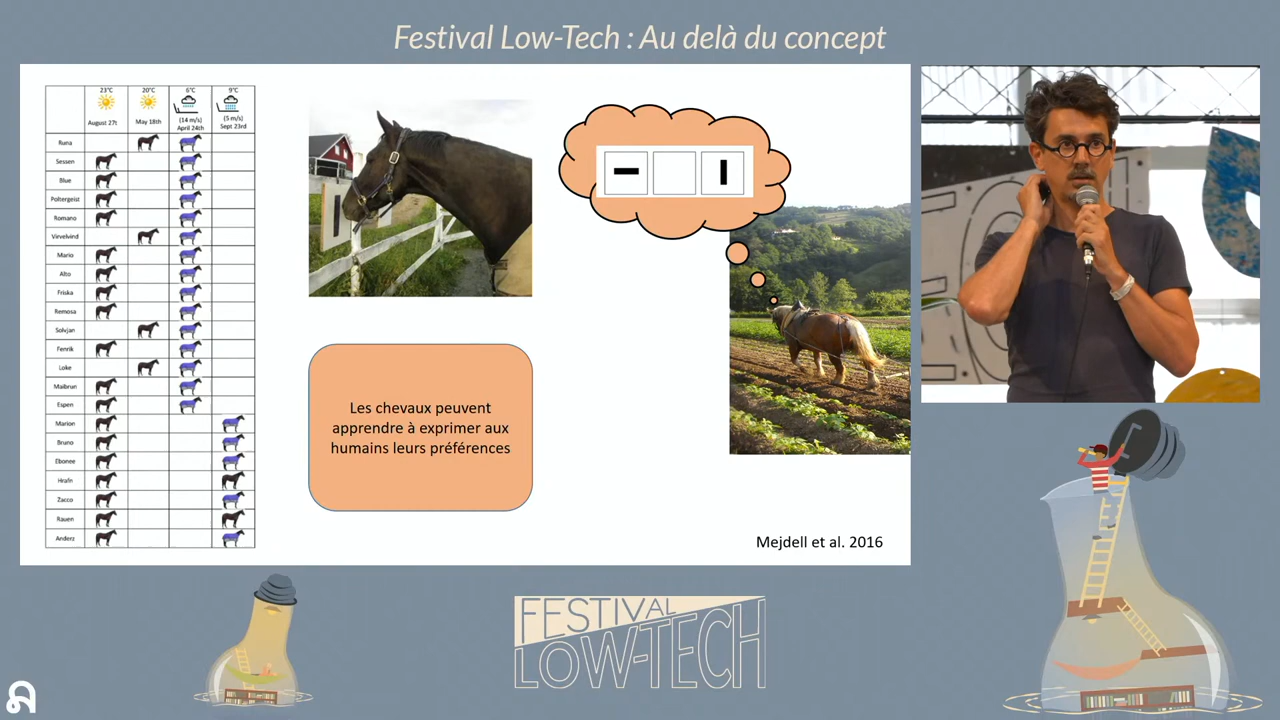 Festival Low-Tech : Au delà du concept
23°C
20°C
6°C
9°C
August 27t
May 18th
(14 m/s)
April 24th
(5 m/s)
Sept 23rd
Runa
Sessen
Blue
Poltergeist
Romano
Virvelvind
Mario
Alto
Friska
Remosa
Solvjan
Fenrik
Loke
Maibrun
Espen
Marion
Bruno
Ebonee
Hrafn
Zacco
Rauen
Anderz
Les chevaux peuvent
apprendre à exprimer aux
humains leurs préférences
Mejdell et al. 2016
FESTIVAL
LOW-TECH